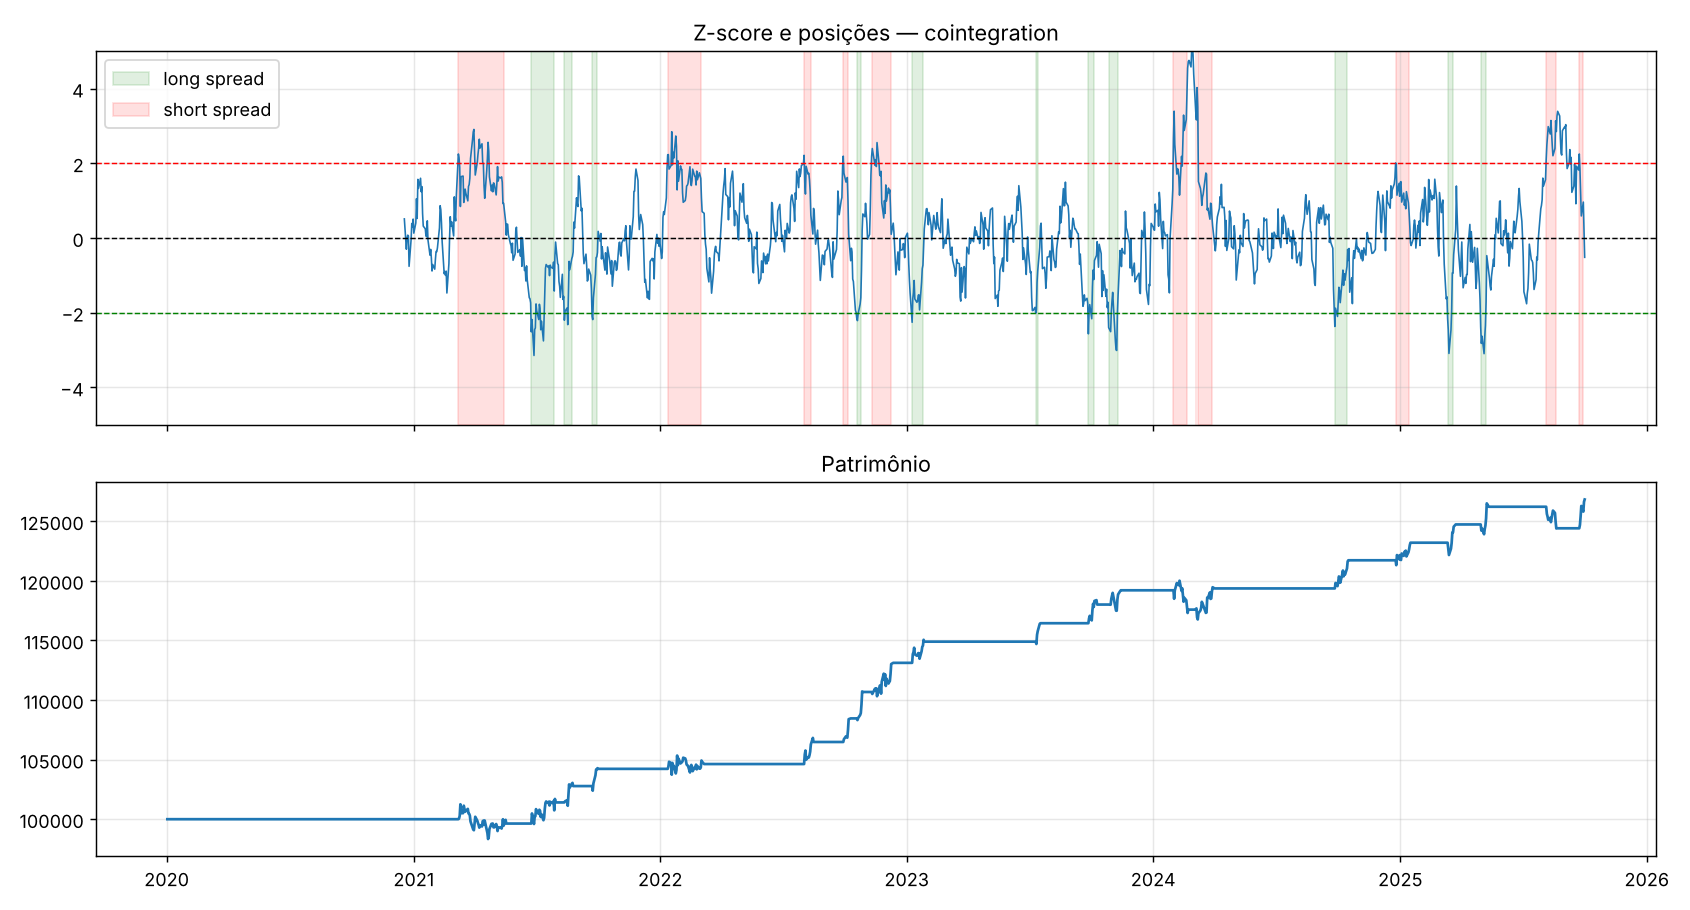 Z-score e posições — cointegration
long spread
short spread
4
2
0
−2
−4
Patrimônio
125000
120000
115000
110000
105000
100000
2020 2021 2022 2023 2024 2025 2026